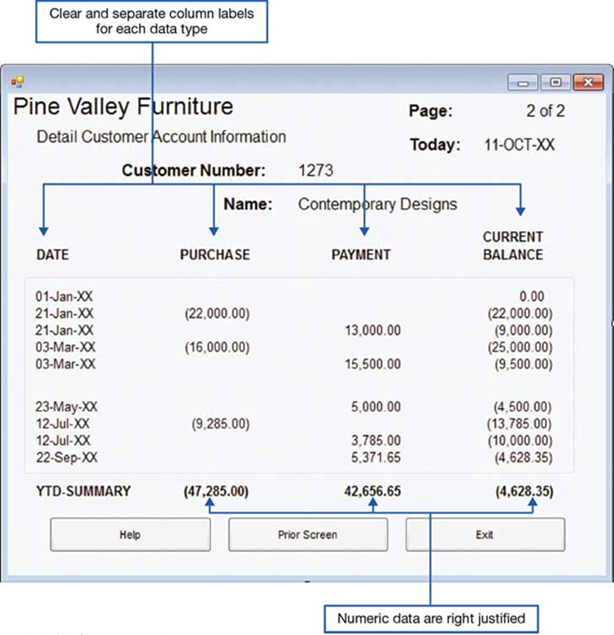 Clear and separate column labels
for each data type
Pine Valley Furniture
Page: 2 of 2
Detail Customer Account Information
Today: 11-OCT-XX
Customer Number: 1273
Name: Contemporary Designs
DATE PURCHASE PAYMENT CURRENT BALANCE
01-Jan-XX 0.00
21-Jan-XX (22,000.00) (22,000.00)
21-Jan-XX 13,000.00 (9,000.00)
03-Mar-XX (16,000.00) (25,000.00)
03-Mar-XX 15,500.00 (9,500.00)
23-May-XX 5,000.00 (4,500.00)
12-Jul-XX (9,285.00) (13,785.00)
12-Jul-XX 3,785.00 (10,000.00)
22-Sep-XX 5,371.65 (4,628.35)
YTD-SUMMARY (47,285.00) 42,656.65 (4,628.35)
Help Prior Screen Exit
Numeric data are right justified